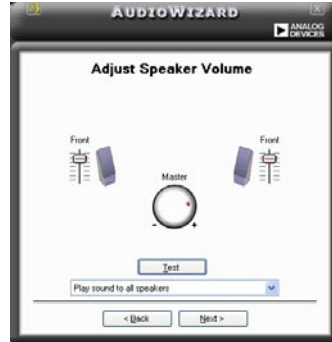 AUDIOWIZARD
ANALOG
DEVICES
Adjust Speaker Volume
Front
Front
Master
- +
Test
Play sound to all speakers
< Back
Next >